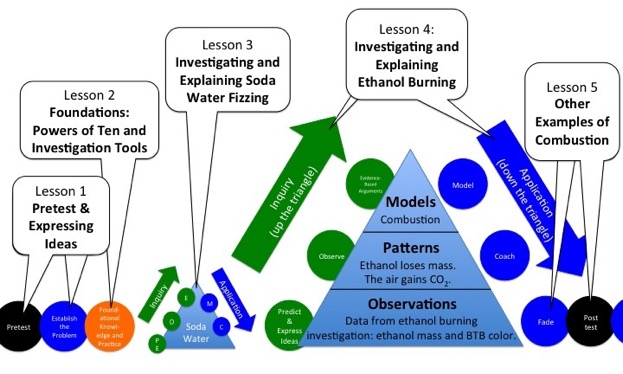 Lesson 3
Investigating and
Explaining Soda
Water Fizzing
Lesson 4:
Investigating and
Explaining
Ethanol Burning
Lesson 2
Foundations:
Powers of Ten and
Investigation Tools
Lesson 5
Other
Examples of
Combustion
Lesson 1
Pretest &
Expressing
Ideas
Inquiry
(up the triangle)
Application
(down the triangle)
Evidence-
Based
Arguments
Model
Models
Combustion
Observe
Coach
Patterns
Ethanol loses mass.
The air gains CO2.
Observations
Data from ethanol burning
investigation: ethanol mass and BTB color.
Predict
&
Express
Ideas
Inquiry
Application
E
M
O
C
P
E
Soda
Water
Pretest
Establish
the
Problem
Found-
ational
Knowl-
edge and
Practice
Fade
Post
test